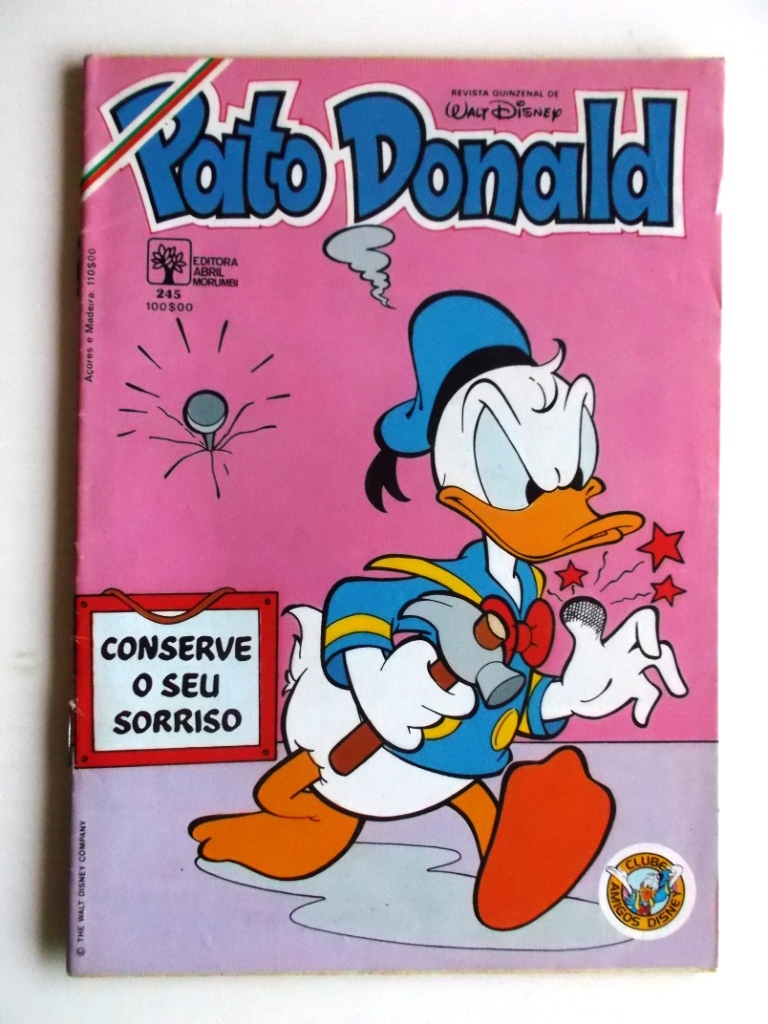 REVISTA QUINZENAL DE
WALT DISNEY
Pato Donald
EDITORA
ABRIL
MORUMBI
245
100$00
Açores e Madeira: 110$00
CONSERVE
O SEU
SORRISO
© THE WALT DISNEY COMPANY
CLUBE
AMIGOS DISNEY